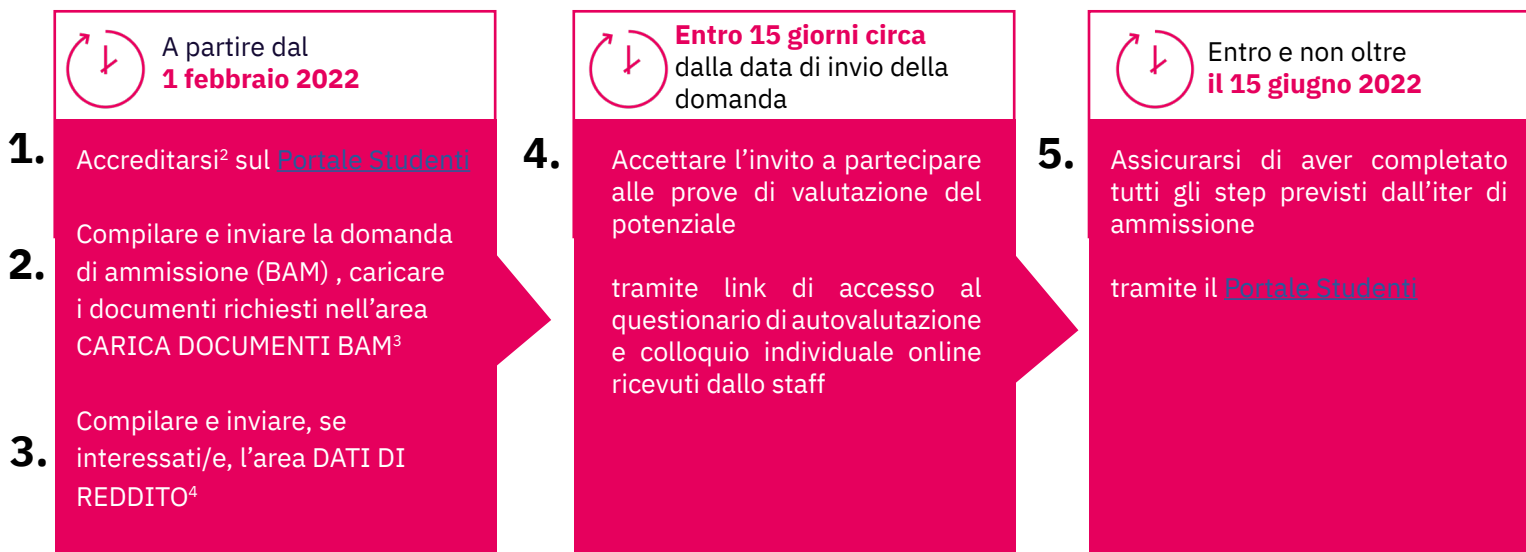 A partire dal
1 febbraio 2022
1. Accreditarsi² sul Portale Studenti
2. Compilare e inviare la domanda
di ammissione (BAM) , caricare
i documenti richiesti nell’area
CARICA DOCUMENTI BAM³
3. Compilare e inviare, se
interessati/e, l’area DATI DI
REDDITO⁴
Entro 15 giorni circa
dalla data di invio della
domanda
4. Accettare l’invito a partecipare
alle prove di valutazione del
potenziale
tramite link di accesso al
questionario di autovalutazione
e colloquio individuale online
ricevuti dallo staff
Entro e non oltre
il 15 giugno 2022
5. Assicurarsi di aver completato
tutti gli step previsti dall’iter di
ammissione
tramite il Portale Studenti